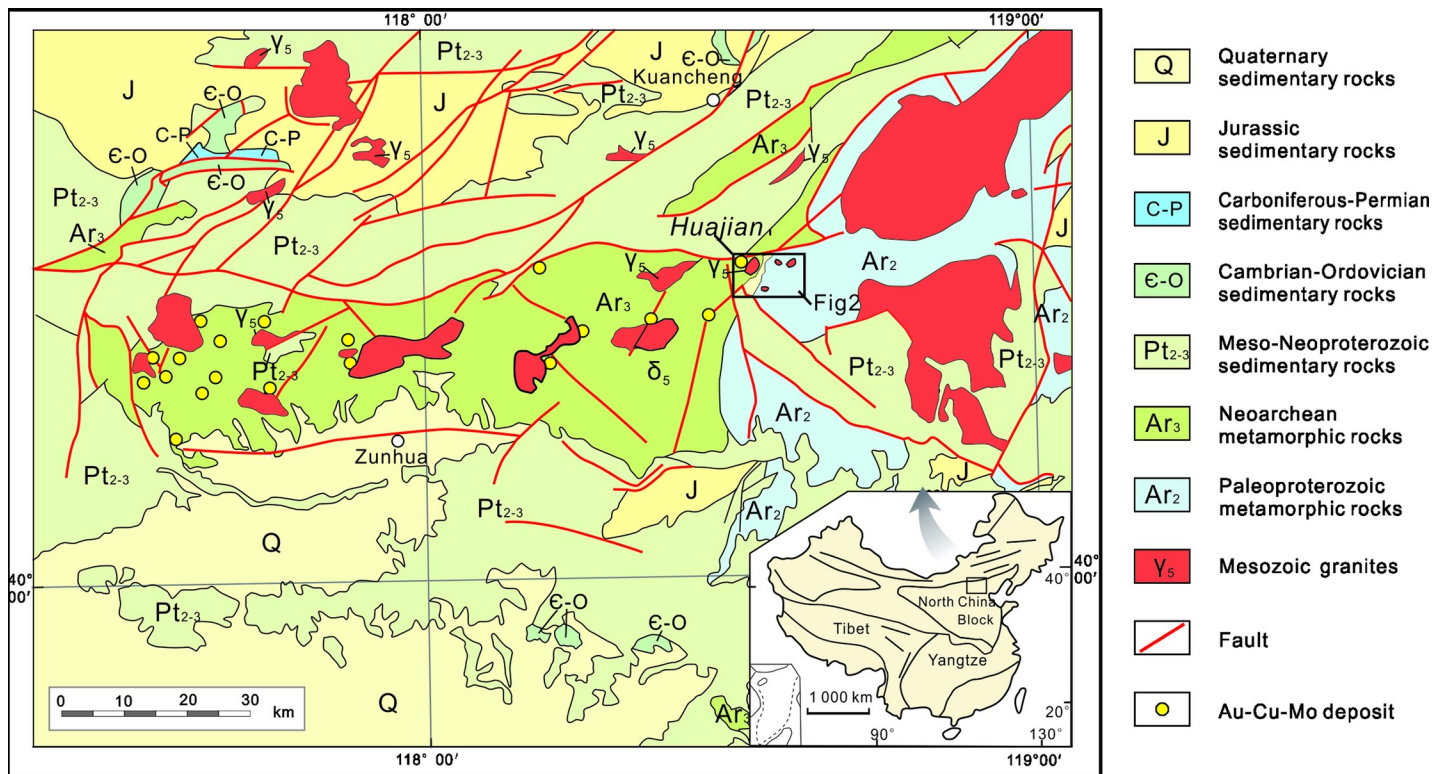 118° 00′
119° 00′
γ5
Pt2-3
J
Є-O
Kuancheng
J
Є-O
J
Pt2-3
Pt2-3
C-P
C-P
γ5
γ5
Ar3
γ5
Є-O
Є-O
Pt2-3
γ5
J
Ar3
Pt2-3
Huajian
Ar2
γ5
γ5
Ar3
Fig2
Ar2
γ5
Pt2-3
δ5
Pt2-3
Pt2-3
Ar2
Zunhua
Pt2-3
J
J
Pt2-3
Ar2
Q
40°
00′
40°
00′
Pt2-3
Є-O
Є-O
Q
Ar3
0 10 20 30 km
North China
Block
Tibet
Yangtze
1 000 km
20°
90°
130°
118° 00′
119° 00′
Q Quaternary
sedimentary rocks
J Jurassic
sedimentary rocks
C-P Carboniferous-Permian
sedimentary rocks
Є-O Cambrian-Ordovician
sedimentary rocks
Pt2-3 Meso-Neoproterozoic
sedimentary rocks
Ar3 Neoarchean
metamorphic rocks
Ar2 Paleoproterozoic
metamorphic rocks
γ5 Mesozoic granites
Fault
Au-Cu-Mo deposit